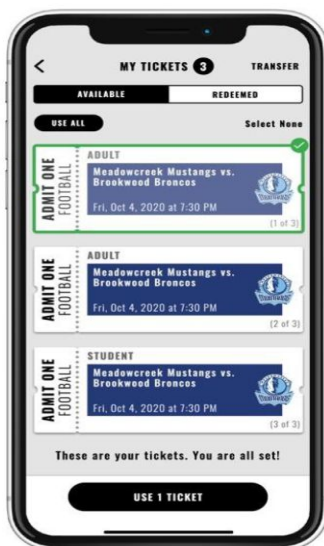 MY TICKETS 3
TRANSFER
AVAILABLE
REDEEMED
USE ALL
Select None
ADMIT ONE
FOOTBALL
ADULT
Meadowcreek Mustangs vs.
Brookwood Broncos
Fri, Oct 4, 2020 at 7:30 PM
(1 of 3)
ADMIT ONE
FOOTBALL
ADULT
Meadowcreek Mustangs vs.
Brookwood Broncos
Fri, Oct 4, 2020 at 7:30 PM
(2 of 3)
ADMIT ONE
FOOTBALL
STUDENT
Meadowcreek Mustangs vs.
Brookwood Broncos
Fri, Oct 4, 2020 at 7:30 PM
(3 of 3)
These are your tickets. You are all set!
USE 1 TICKET